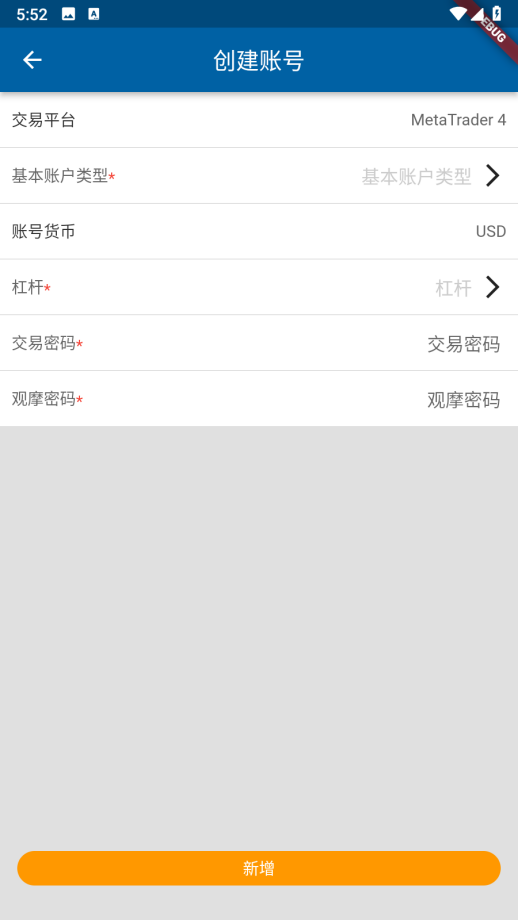 5:52
DEBUG
创建账号
交易平台 MetaTrader 4
基本账户类型* 基本账户类型
账号货币 USD
杠杆* 杠杆
交易密码* 交易密码
观摩密码* 观摩密码
新增